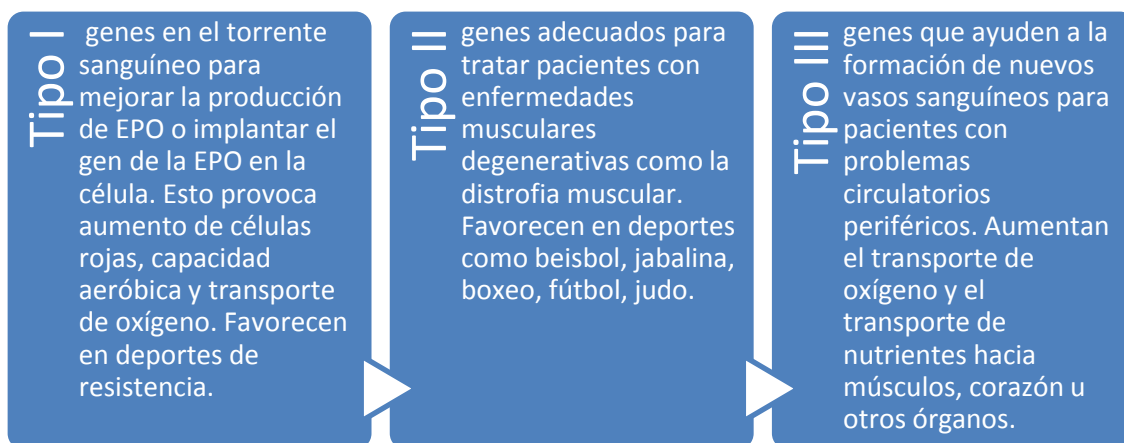 Tipo I
genes en el torrente
sanguíneo para
mejorar la producción
de EPO o implantar el
gen de la EPO en la
célula. Esto provoca
aumento de células
rojas, capacidad
aeróbica y transporte
de oxígeno. Favorecen
en deportes de
resistencia.
Tipo II
genes adecuados para
tratar pacientes con
enfermedades
musculares
degenerativas como la
distrofia muscular.
Favorecen en deportes
como beisbol, jabalina,
boxeo, fútbol, judo.
Tipo III
genes que ayuden a la
formación de nuevos
vasos sanguíneos para
pacientes con
problemas
circulatorios
periféricos. Aumentan
el transporte de
oxígeno y el
transporte de
nutrientes hacia
músculos, corazón u
otros órganos.